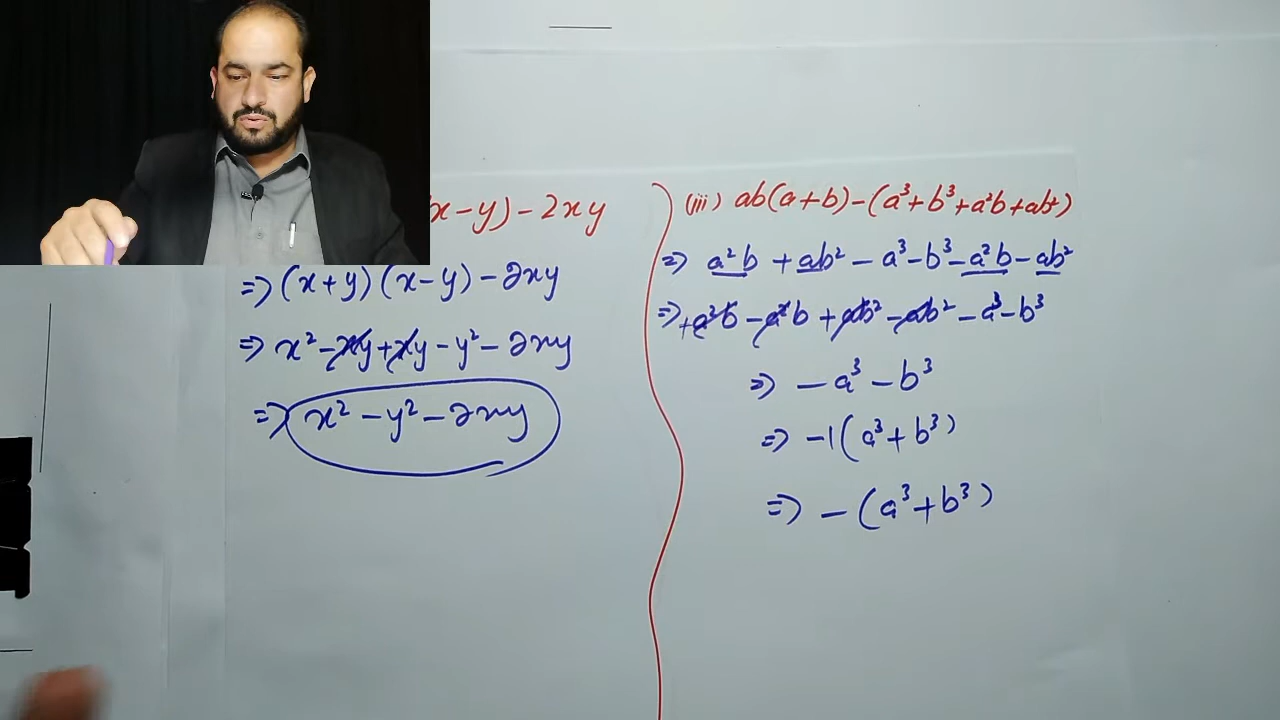 (x-y)-2xy
=> (x+y)(x-y)-2xy
=> x²-xy+xy-y²-2xy
=> x²-y²-2xy
(iii) ab(a+b)-(a³+b³+a²b+ab²)
=> a²b+ab²-a³-b³-a²b-ab²
=> +a²b-a²b+ab²-ab²-a³-b³
=> -a³-b³
=> -1(a³+b³)
=> -(a³+b³)